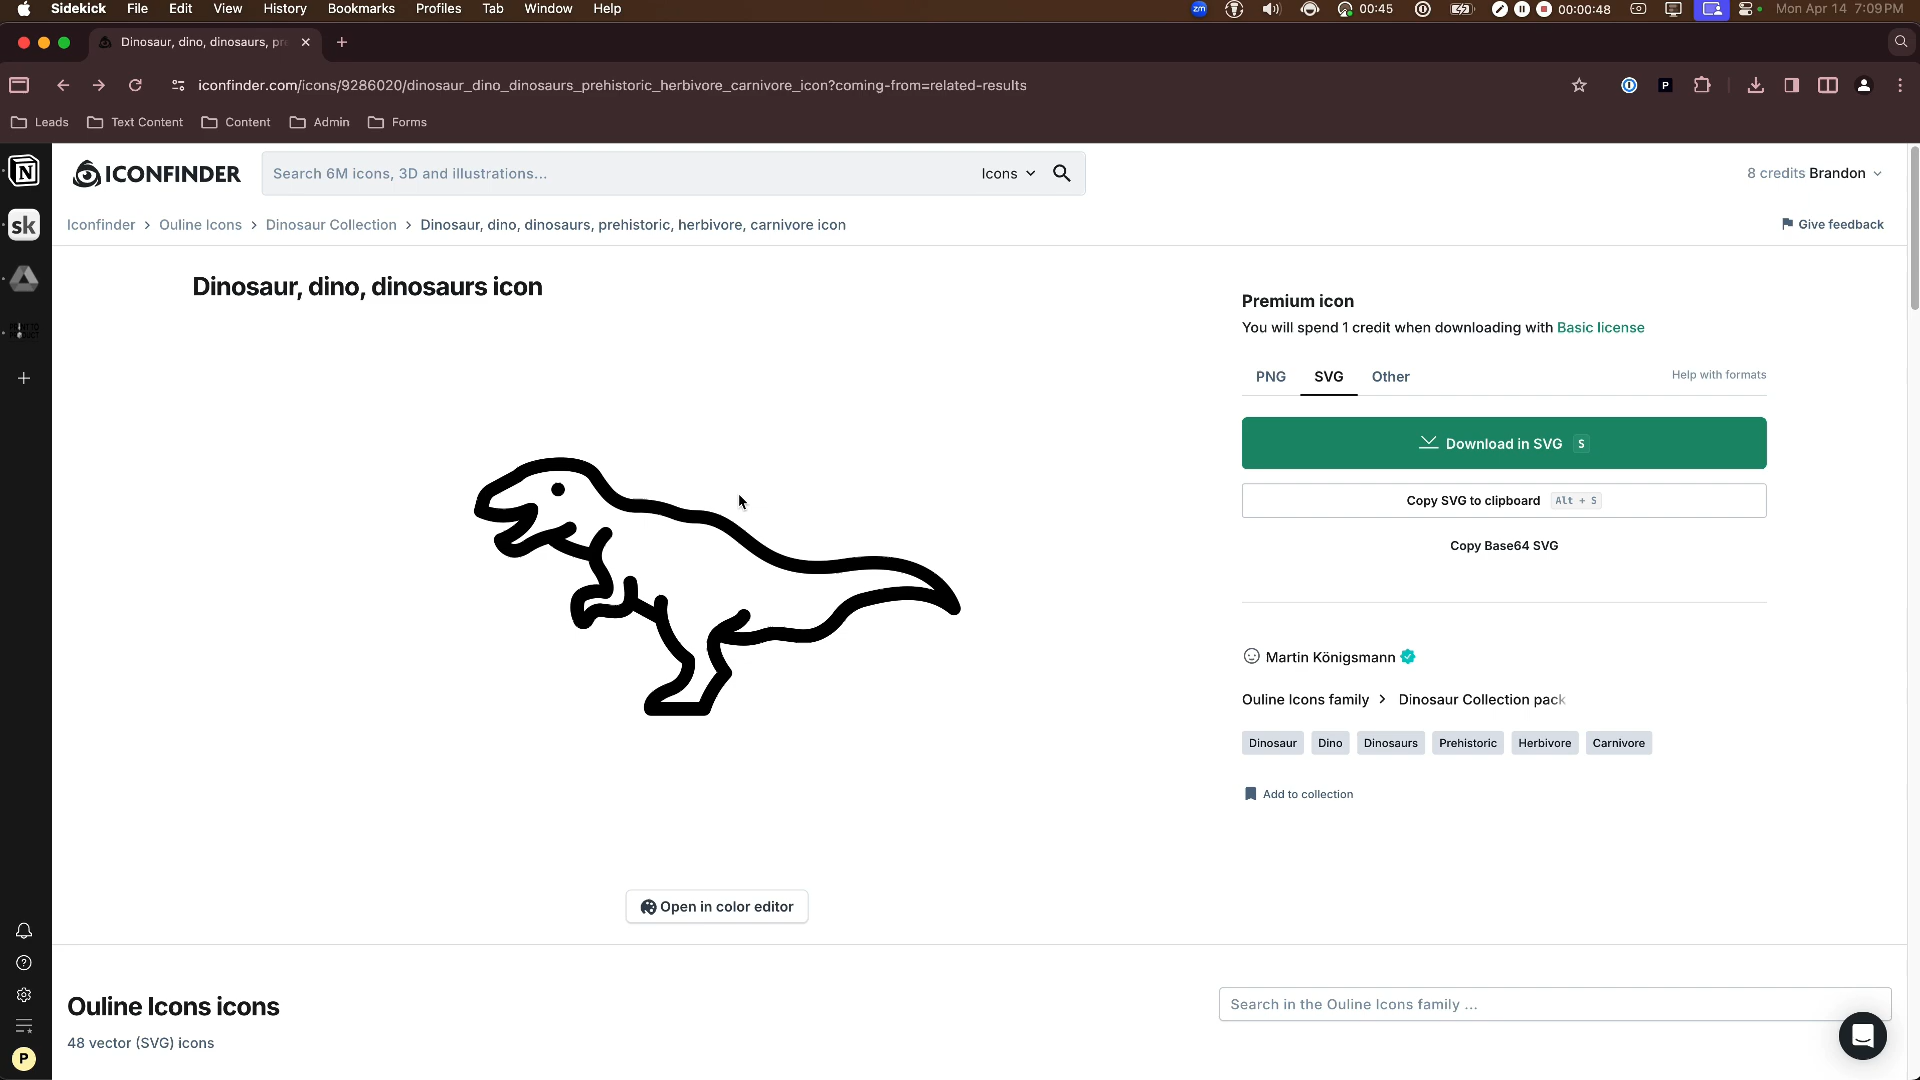 Sidekick File Edit View History Bookmarks Profiles Tab Window Help zm 00:45 00:00:48 Mon Apr 14 7:09 PM
Dinosaur, dino, dinosaurs, pre
iconfinder.com/icons/9286020/dinosaur_dino_dinosaurs_prehistoric_herbivore_carnivore_icon?coming-from=related-results
P
Leads Text Content Content Admin Forms
N
sk
ICONFINDER
Search 6M icons, 3D and illustrations...
Icons
8 credits Brandon
Iconfinder > Ouline Icons > Dinosaur Collection > Dinosaur, dino, dinosaurs, prehistoric, herbivore, carnivore icon
Give feedback
Dinosaur, dino, dinosaurs icon
Premium icon
You will spend 1 credit when downloading with Basic license
PNG SVG Other Help with formats
Download in SVG S
Copy SVG to clipboard Alt + S
Copy Base64 SVG
Martin Königsmann
Ouline Icons family > Dinosaur Collection pack
Dinosaur Dino Dinosaurs Prehistoric Herbivore Carnivore
Add to collection
Open in color editor
Ouline Icons icons
Search in the Ouline Icons family ...
48 vector (SVG) icons
P